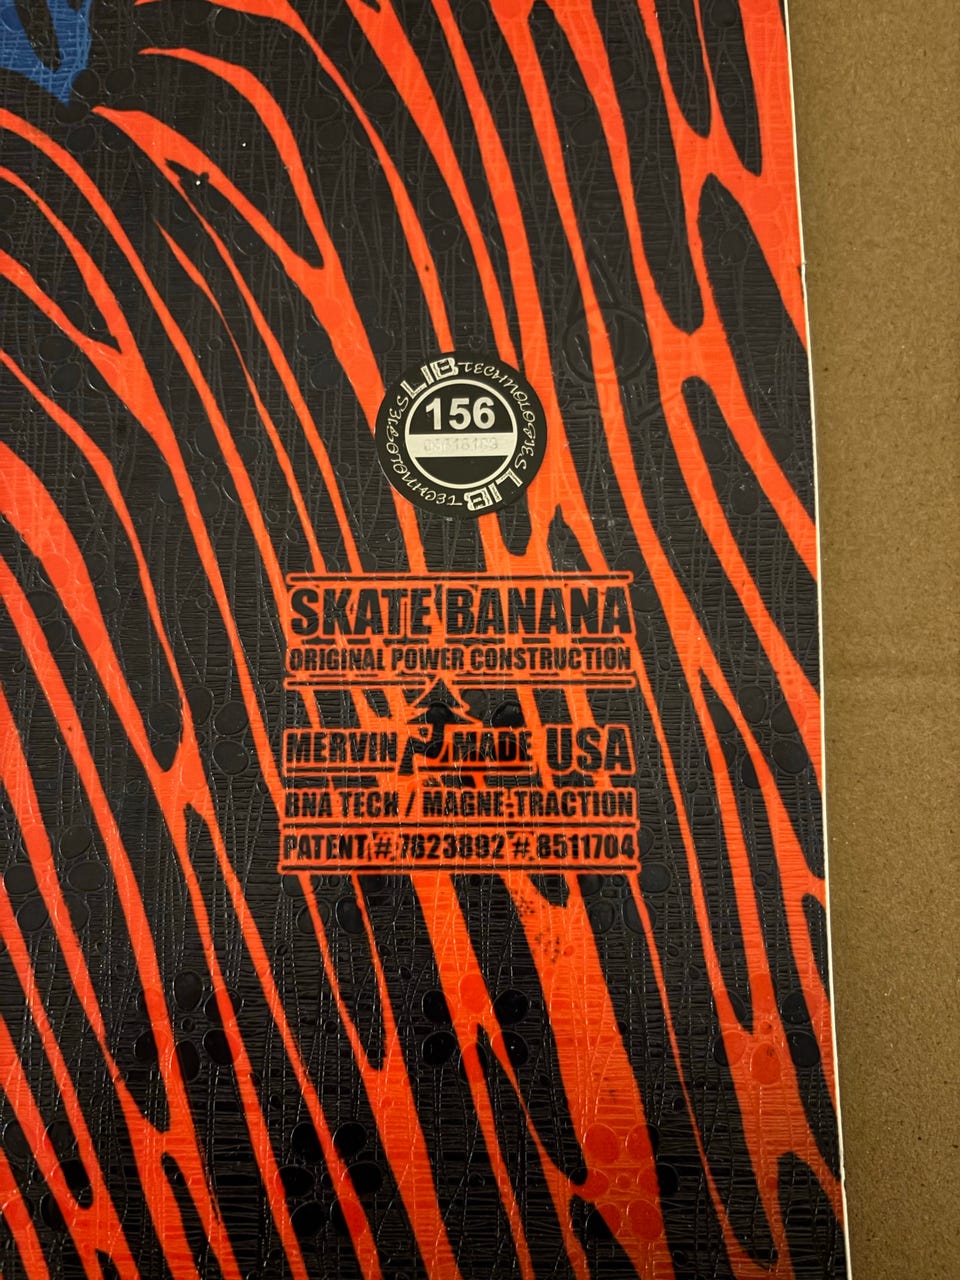 LIB TECHNOLOGIES
156
LIB TECHNOLOGIES
SKATE BANANA
ORIGINAL POWER CONSTRUCTION
MERVIN MADE USA
BNA TECH / MAGNE-TRACTION
PATENT # 7623892 # 8511704